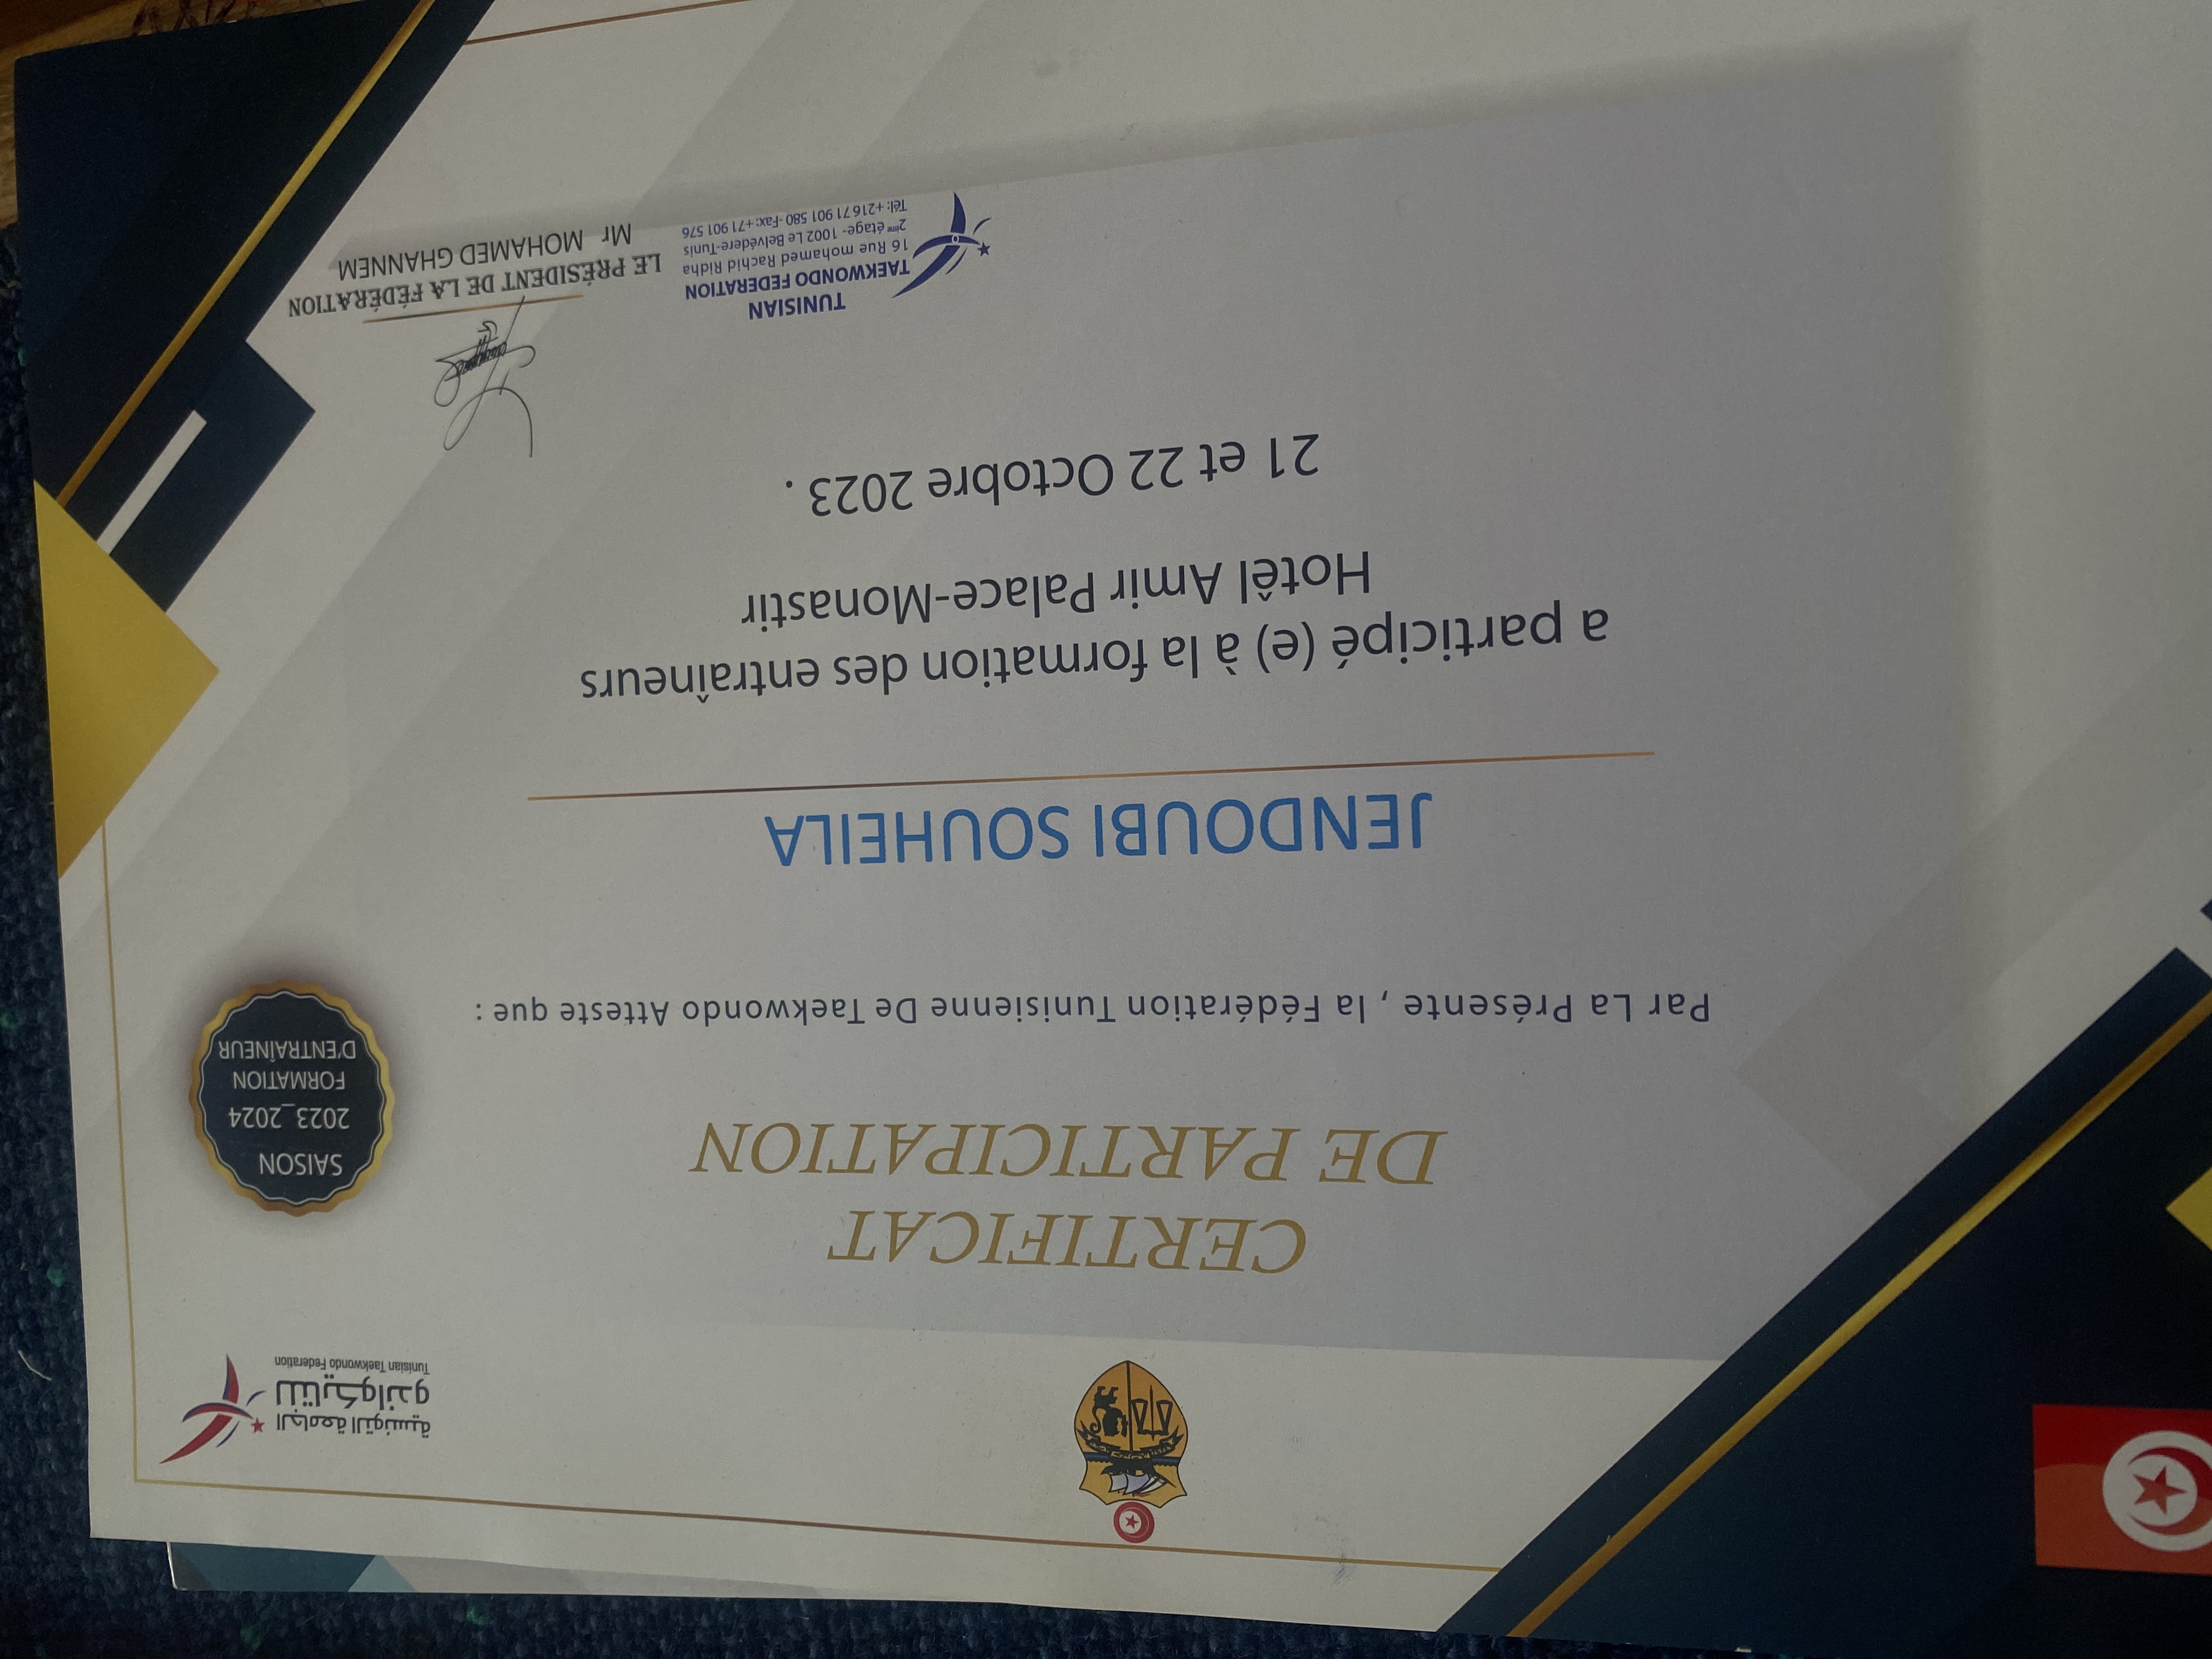 الجامعة التونسية
للتايكواندو
Tunisian Taekwondo Federation
CERTIFICAT
DE PARTICIPATION
SAISON
2023_2024
FORMATION
D'ENTRAÎNEUR
Par La Présente , la Fédération Tunisienne De Taekwondo Atteste que :
JENDOUBI SOUHEILA
a participé (e) à la formation des entraîneurs
Hotêl Amir Palace-Monastir
21 et 22 Octobre 2023 .
TUNISIAN
TAEKWONDO FEDERATION
16 Rue mohamed Rachid Ridha
2ème étage- 1002 Le Belvédere-Tunis
Tél: +216 71 901 580 -Fax: +71 901 576
LE PRÉSIDENT DE LA FÉDÉRATION
Mr MOHAMED GHANNEM